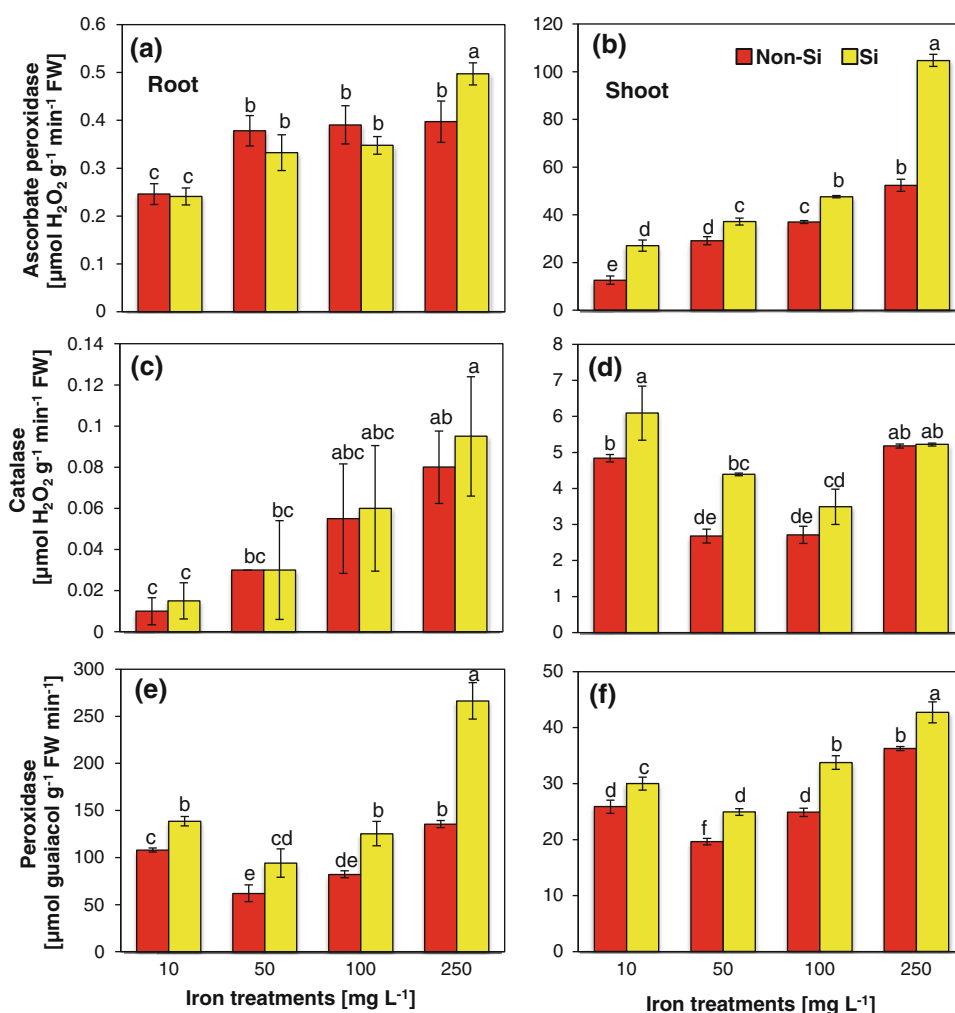 (a)
Root
Ascorbate peroxidase
[µmol H₂O₂ g⁻¹ min⁻¹ FW]
0.6
0.5
0.4
0.3
0.2
0.1
0
c c b b b b b a
(b)
Shoot
Non-Si Si
120
100
80
60
40
20
0
e d d c c b b a
(c)
Catalase
[µmol H₂O₂ g⁻¹ min⁻¹ FW]
0.14
0.12
0.1
0.08
0.06
0.04
0.02
0
c c bc bc abc abc ab a
(d)
8
7
6
5
4
3
2
1
0
b a de bc de cd ab ab
(e)
Peroxidase
[µmol guaiacol g⁻¹ FW min⁻¹]
300
250
200
150
100
50
0
c b e cd de b b a
10 50 100 250
Iron treatments [mg L⁻¹]
(f)
50
40
30
20
10
0
d c f d d b b a
10 50 100 250
Iron treatments [mg L⁻¹]